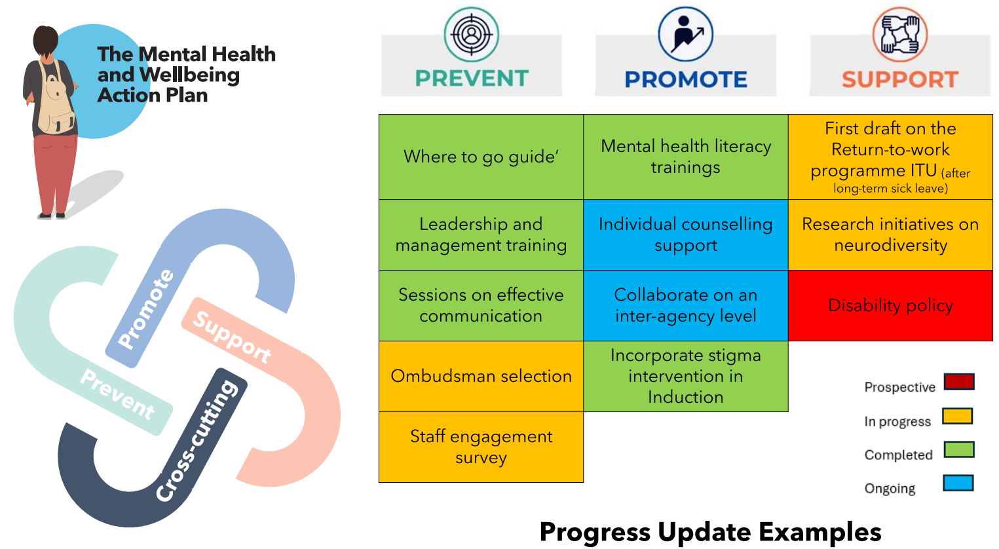 The Mental Health
and Wellbeing
Action Plan
Promote
Support
Prevent
Cross-cutting
PREVENT
PROMOTE
SUPPORT
Where to go guide’
Mental health literacy
trainings
First draft on the
Return-to-work
programme ITU (after
long-term sick leave)
Leadership and
management training
Individual counselling
support
Research initiatives on
neurodiversity
Sessions on effective
communication
Collaborate on an
inter-agency level
Disability policy
Ombudsman selection
Incorporate stigma
intervention in
Induction
Staff engagement
survey
Prospective
In progress
Completed
Ongoing
Progress Update Examples